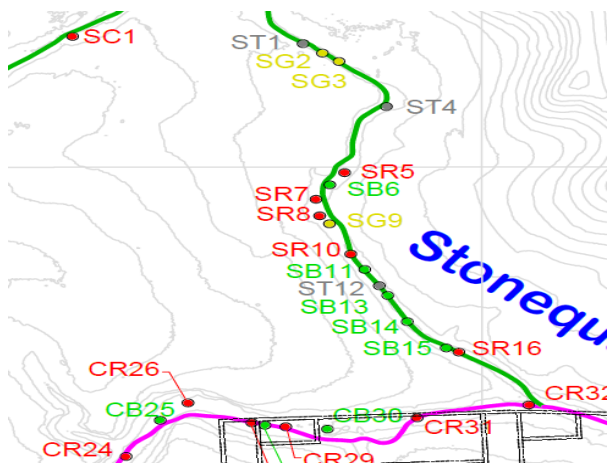 SC1
ST1
SG2
SG3
ST4
SR5
SB6
SR7
SR8
SG9
SR10
SB11
ST12
SB13
SB14
SB15
SR16
Stonequ
CR26
CB25
CB30
CR31
CR32
CR24
CR29